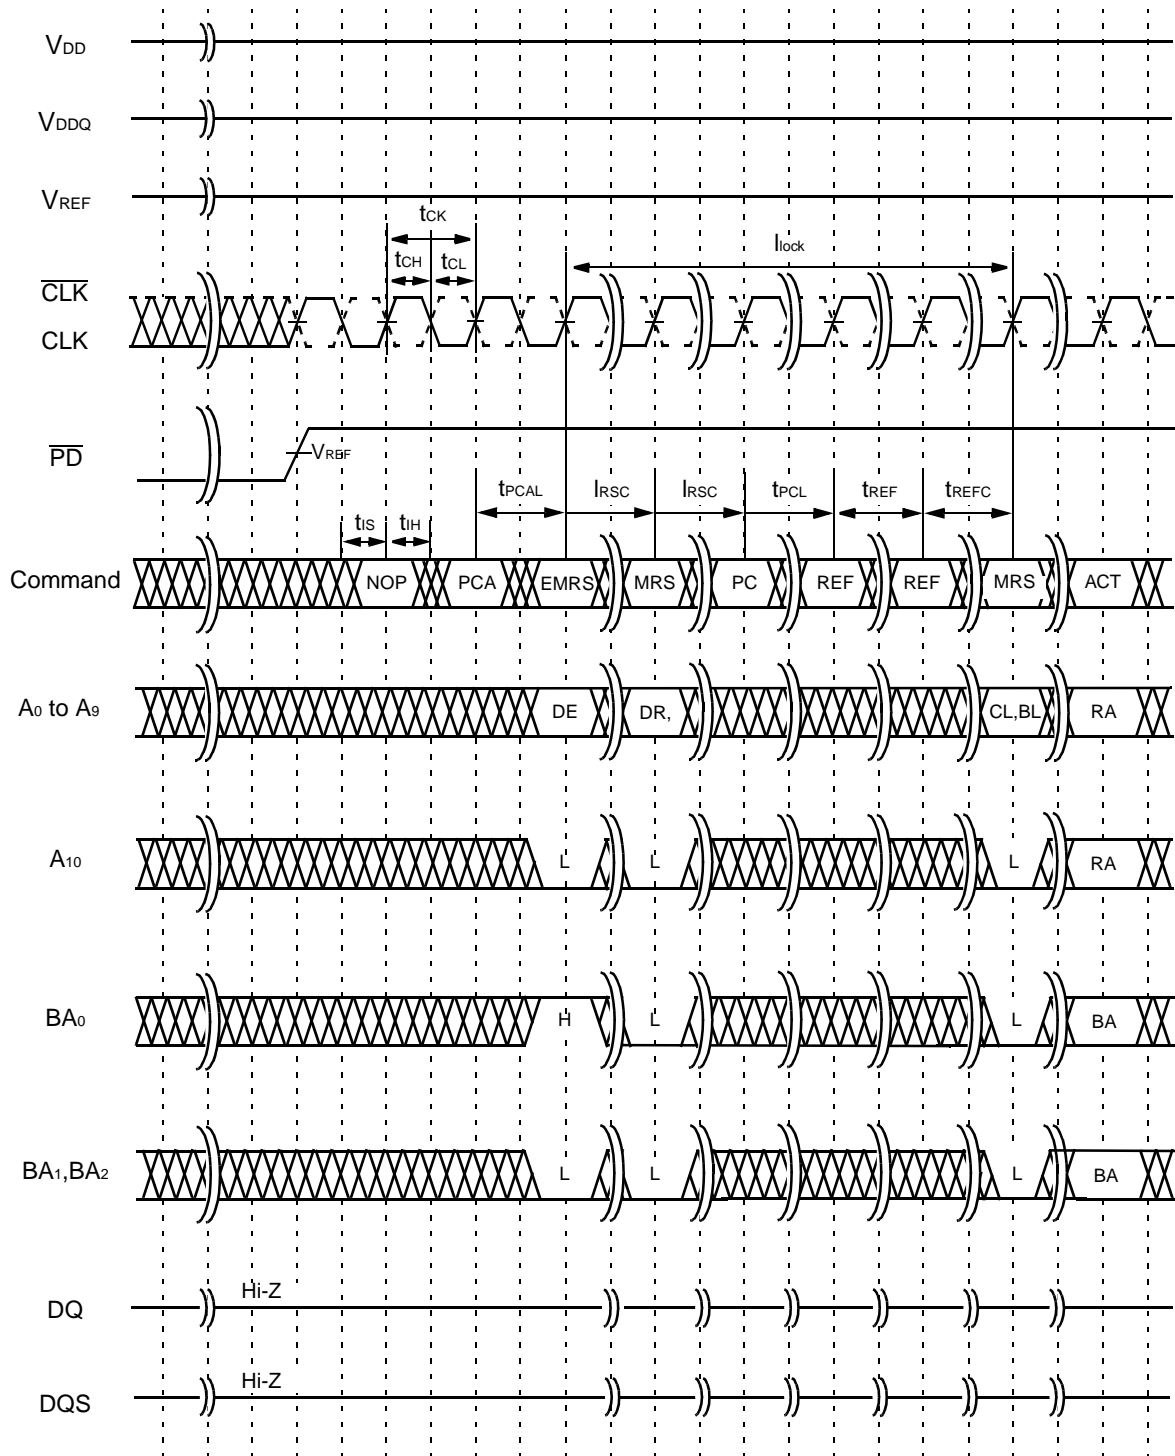 VDD
VDDQ
VREF
tCK
tCH tCL
Ilock
CLK
CLK
PD
VREF
tPCAL IRSC IRSC tPCL tREF tREFC
tIS tIH
Command NOP PCA EMRS MRS PC REF REF MRS ACT
A0 to A9 DE DR, CL,BL RA
A10 L L L RA
BA0 H L L BA
BA1,BA2 L L L BA
DQ Hi-Z
DQS Hi-Z